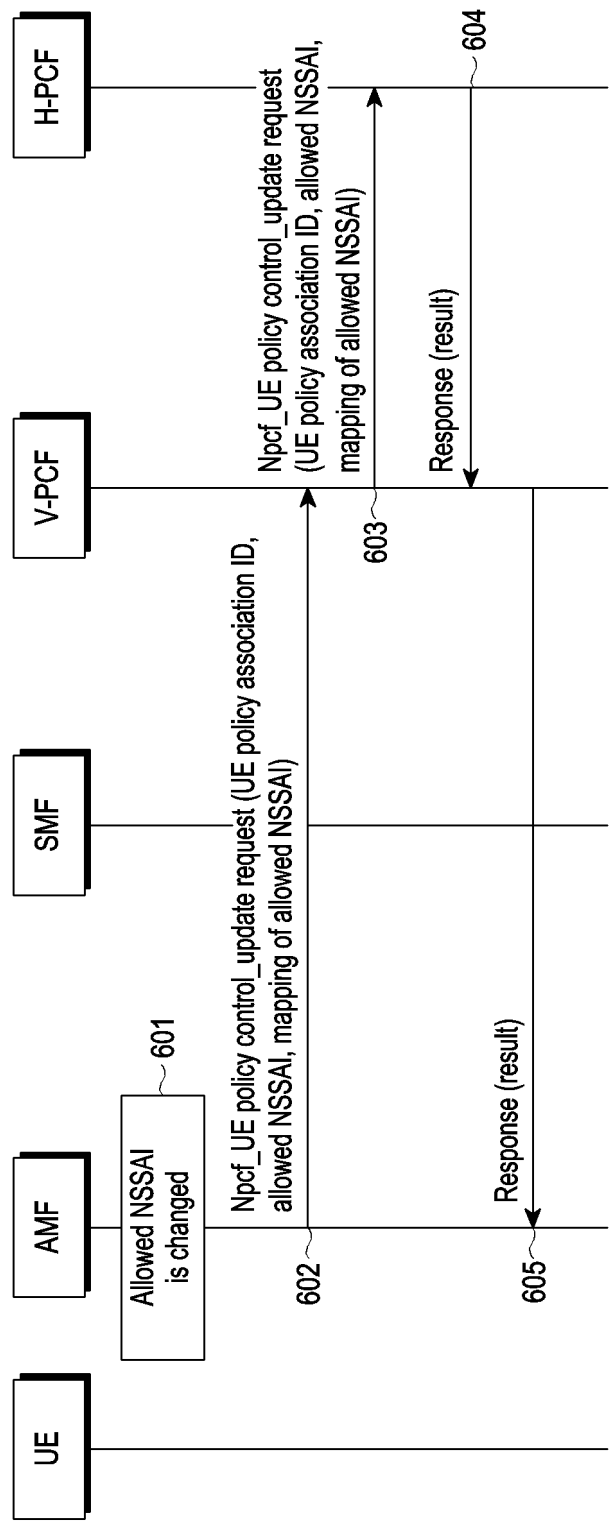 UE
AMF
SMF
V-PCF
H-PCF
Allowed NSSAI
is changed
601
Npcf_UE policy control_update request (UE policy association ID,
allowed NSSAI, mapping of allowed NSSAI)
602
Npcf_UE policy control_update request
(UE policy association ID, allowed NSSAI,
mapping of allowed NSSAI)
603
Response (result)
604
Response (result)
605